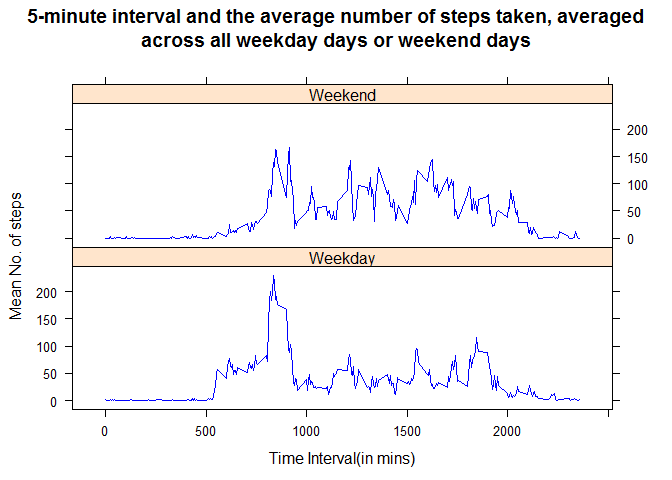 5-minute interval and the average number of steps taken, averaged
across all weekday days or weekend days
Weekend
200
150
100
50
0
Weekday
200
150
100
50
0
Mean No. of steps
0 500 1000 1500 2000
Time Interval(in mins)